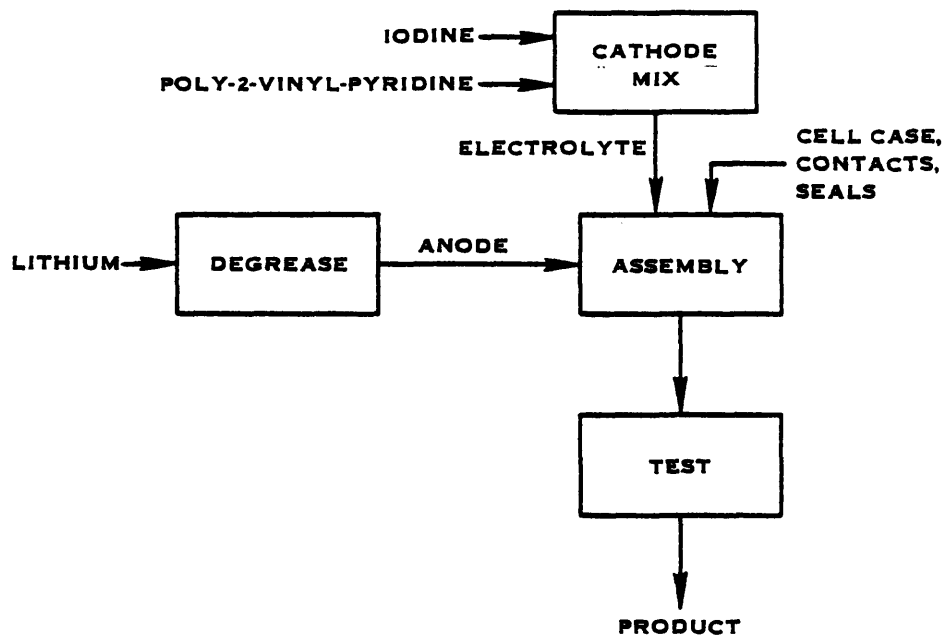 IODINE
CATHODE
MIX
POLY-2-VINYL-PYRIDINE
ELECTROLYTE
CELL CASE,
CONTACTS,
SEALS
LITHIUM
DEGREASE
ANODE
ASSEMBLY
TEST
PRODUCT